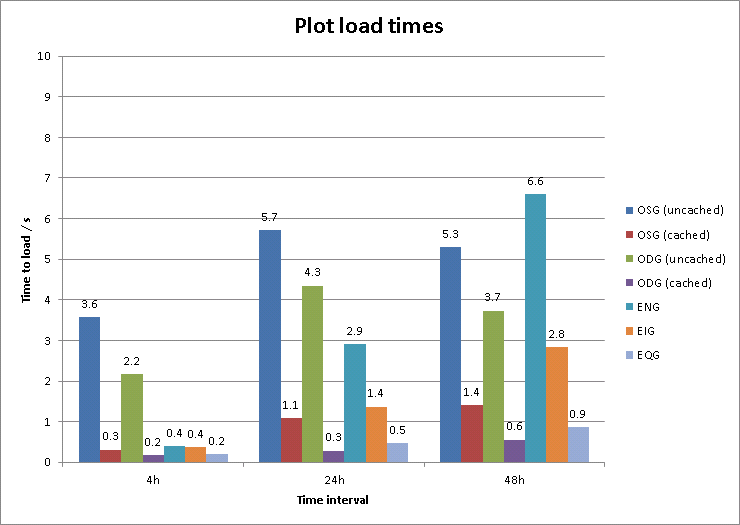 Plot load times
10
9
8
7
6
5
4
3
2
1
0
Time to load / s
3.6
0.3
2.2
0.2
0.4
0.4
0.2
5.7
1.1
4.3
0.3
2.9
1.4
0.5
5.3
1.4
3.7
0.6
6.6
2.8
0.9
4h
24h
48h
Time interval
OSG (uncached)
OSG (cached)
ODG (uncached)
ODG (cached)
ENG
EIG
EQG